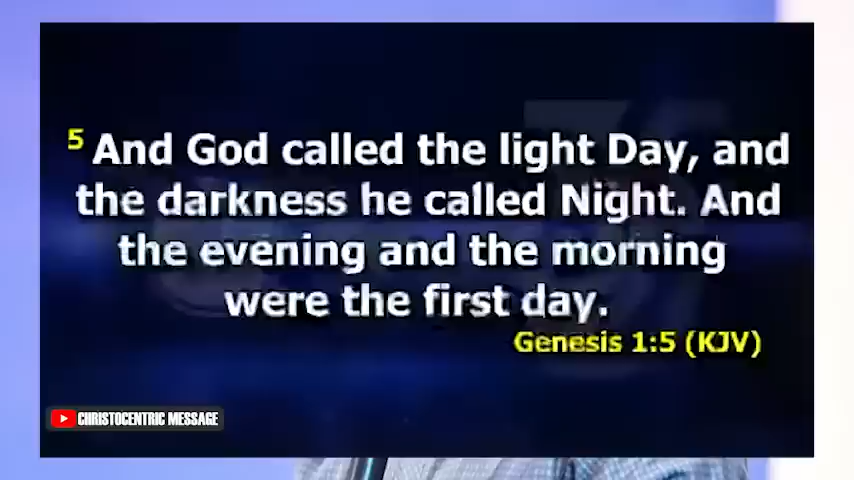 5 And God called the light Day, and
the darkness he called Night. And
the evening and the morning
were the first day.
Genesis 1:5 (KJV)
CHRISTOCENTRIC MESSAGE